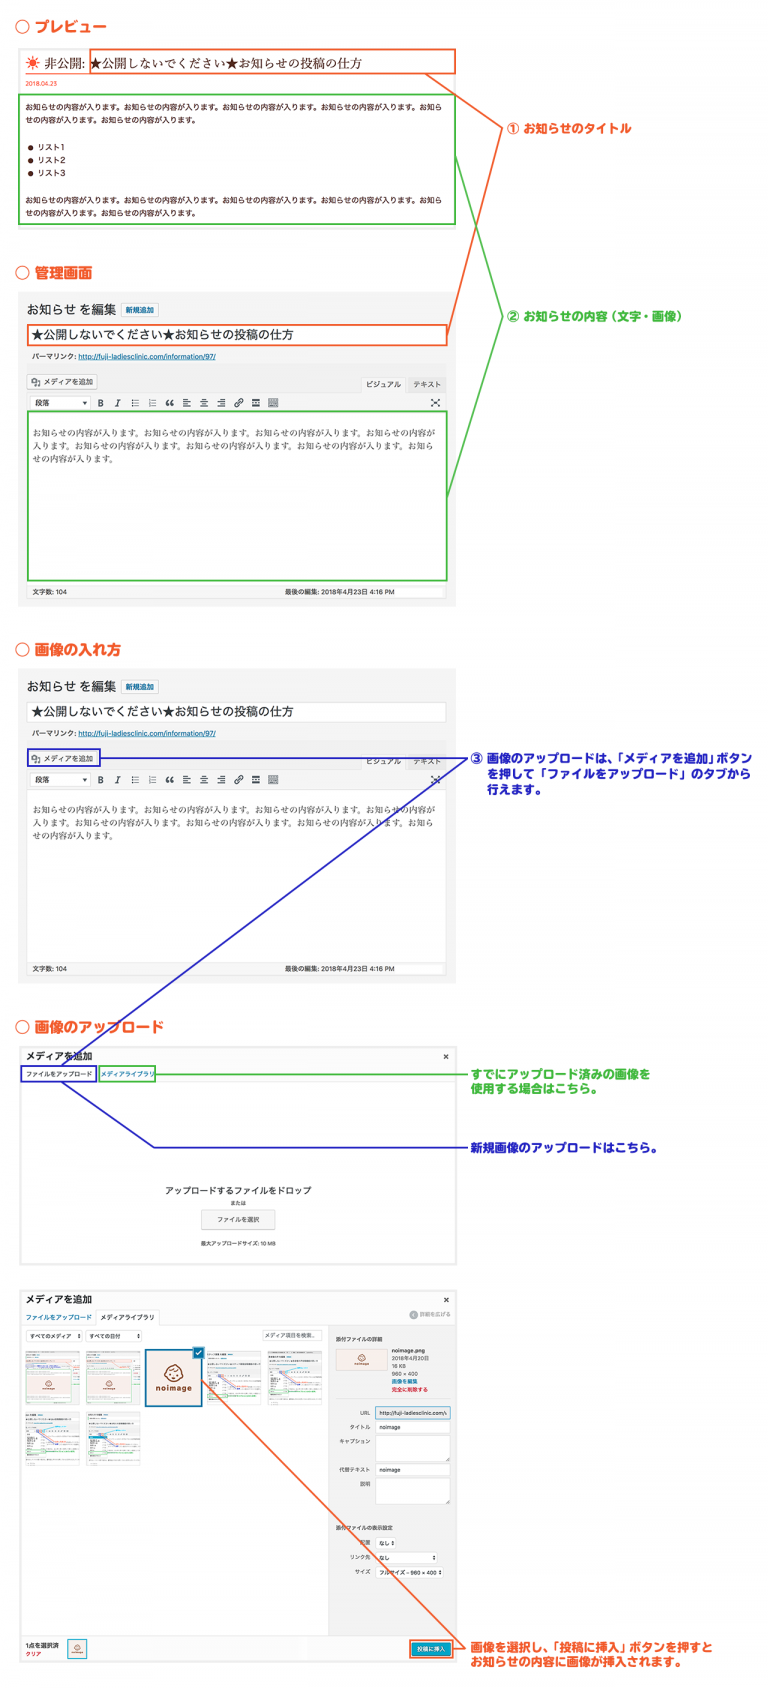 ○ プレビュー
非公開: ★公開しないでください★お知らせの投稿の仕方
2018.04.23
お知らせの内容が入ります。お知らせの内容が入ります。お知らせの内容が入ります。お知らせの内容が入ります。お知ら
せの内容が入ります。お知らせの内容が入ります。
● リスト1
● リスト2
● リスト3
お知らせの内容が入ります。お知らせの内容が入ります。お知らせの内容が入ります。お知らせの内容が入ります。お知ら
せの内容が入ります。お知らせの内容が入ります。
① お知らせのタイトル
② お知らせの内容（文字・画像）
○ 管理画面
お知らせ を編集 新規追加
★公開しないでください★お知らせの投稿の仕方
パーマリンク: http://fuji-ladiesclinic.com/information/97/
メディアを追加
ビジュアル テキスト
段落 B I
お知らせの内容が入ります。お知らせの内容が入ります。お知らせの内容が入ります。お知らせの内容が
入ります。お知らせの内容が入ります。お知らせの内容が入ります。お知らせの内容が入ります。お知ら
せの内容が入ります。
文字数: 104 最後の編集: 2018年4月23日 4:16 PM
○ 画像の入れ方
お知らせ を編集 新規追加
★公開しないでください★お知らせの投稿の仕方
パーマリンク: http://fuji-ladiesclinic.com/information/97/
メディアを追加
ビジュアル テキスト
段落 B I
お知らせの内容が入ります。お知らせの内容が入ります。お知らせの内容が入ります。お知らせの内容が
入ります。お知らせの内容が入ります。お知らせの内容が入ります。お知らせの内容が入ります。お知ら
せの内容が入ります。
文字数: 104 最後の編集: 2018年4月23日 4:16 PM
③ 画像のアップロードは、「メディアを追加」ボタン
を押して「ファイルをアップロード」のタブから
行えます。
○ 画像のアップロード
メディアを追加 ×
ファイルをアップロード メディアライブラリ
すでにアップロード済みの画像を
使用する場合はこちら。
新規画像のアップロードはこちら。
アップロードするファイルをドロップ
または
ファイルを選択
最大アップロードサイズ: 10 MB
メディアを追加 ×
ファイルをアップロード メディアライブラリ
詳細を広げる
すべてのメディア すべての日付 メディア項目を検索...
noimage
添付ファイルの詳細
noimage.png
2018年4月20日
16 KB
960 × 400
画像を編集
完全に削除する
URL http://fuji-ladiesclinic.com/
タイトル noimage
キャプション
代替テキスト noimage
説明
添付ファイルの表示設定
配置 なし
リンク先 なし
サイズ フルサイズ – 960 × 400
1点を選択済
クリア
投稿に挿入
画像を選択し、「投稿に挿入」ボタンを押すと
お知らせの内容に画像が挿入されます。